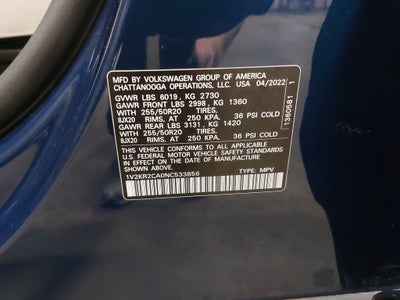 MFD BY VOLKSWAGEN GROUP OF AMERICA
CHATTANOOGA OPERATIONS, LLC. USA 04/2022
GVWR LBS 6019 , KG 2730
GAWR FRONT LBS 2998 , KG 1360
WITH 255/50R20 TIRES,
8JX20 RIMS, AT 250 KPA, 36 PSI COLD
GAWR REAR LBS 3131 , KG 1420
WITH 255/50R20 TIRES,
8JX20 RIMS, AT 250 KPA, 36 PSI COLD
THIS VEHICLE CONFORMS TO ALL APPLICABLE
U.S. FEDERAL MOTOR VEHICLE SAFETY STANDARDS
IN EFFECT ON THE DATE OF MANUFACTURE
SHOWN ABOVE.
1V2KR2CA0NC533856 TYPE: MPV
1360581 1